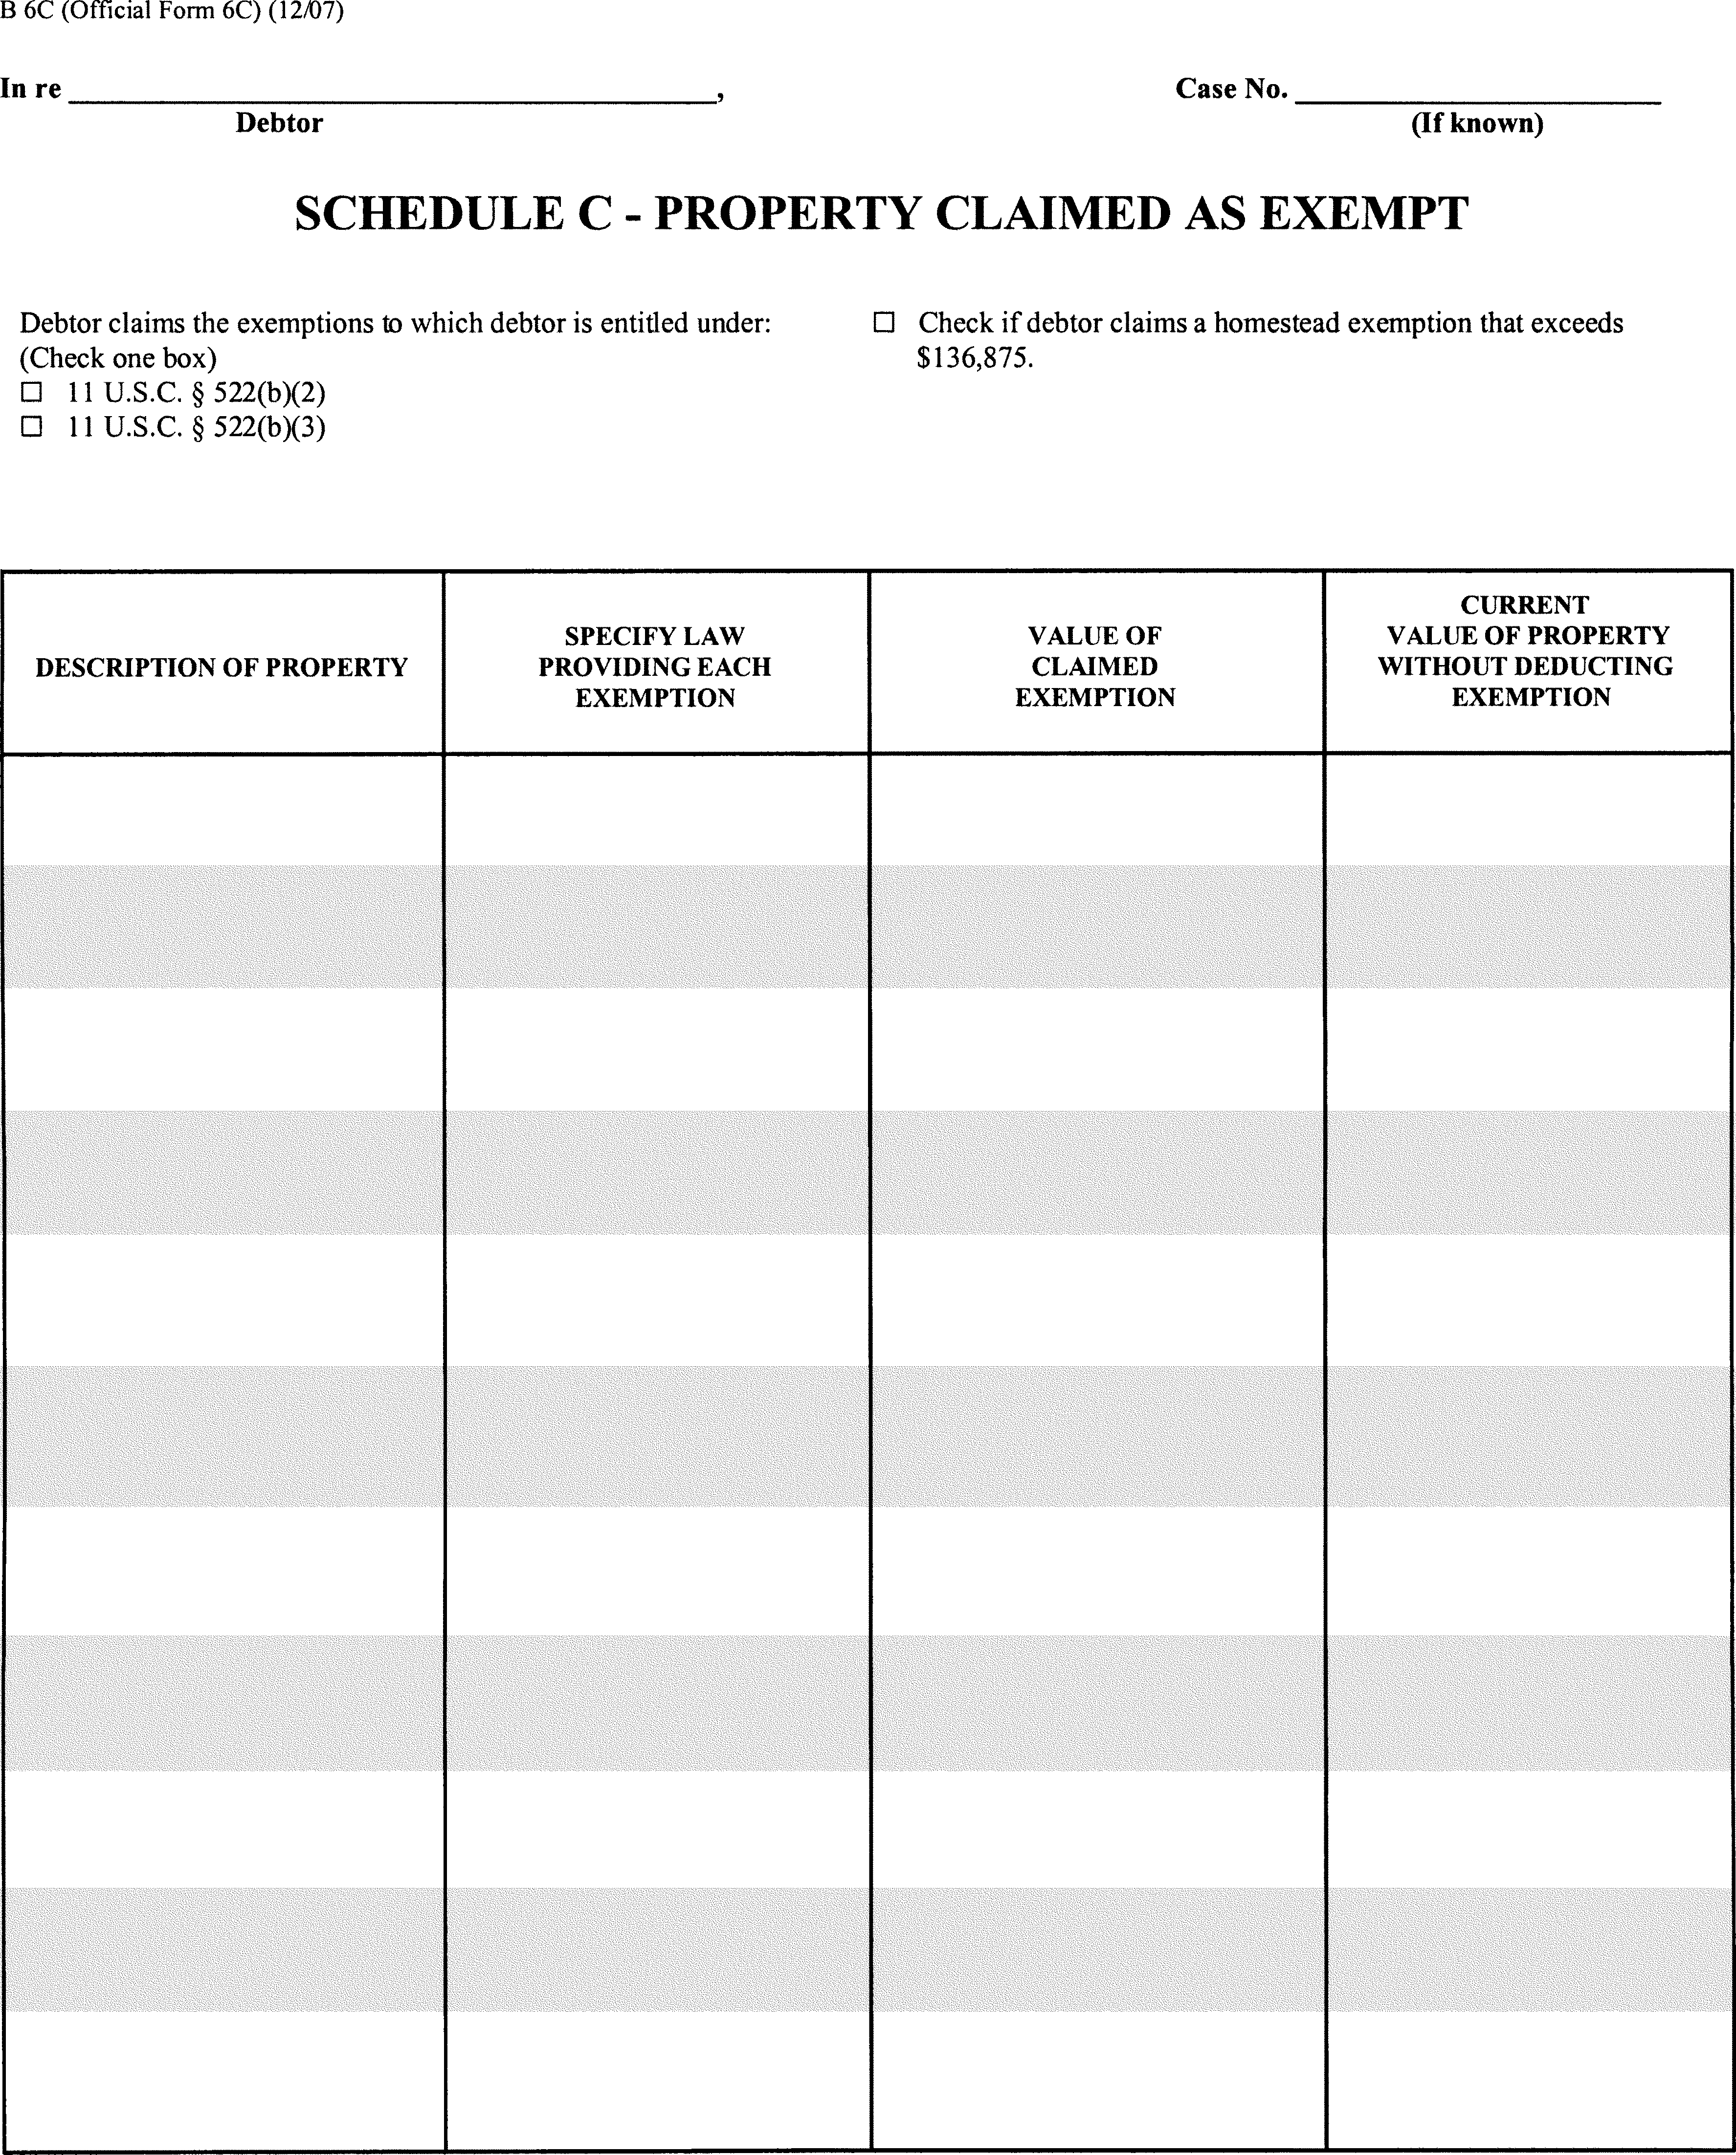 B 6C (Official Form 6C) (12/07)
In re ____________________, Case No. ____________________
Debtor (If known)
SCHEDULE C - PROPERTY CLAIMED AS EXEMPT
Debtor claims the exemptions to which debtor is entitled under:
(Check one box)
☐ 11 U.S.C. § 522(b)(2)
☐ 11 U.S.C. § 522(b)(3)
☐ Check if debtor claims a homestead exemption that exceeds
$136,875.
DESCRIPTION OF PROPERTY
SPECIFY LAW
PROVIDING EACH
EXEMPTION
VALUE OF
CLAIMED
EXEMPTION
CURRENT
VALUE OF PROPERTY
WITHOUT DEDUCTING
EXEMPTION